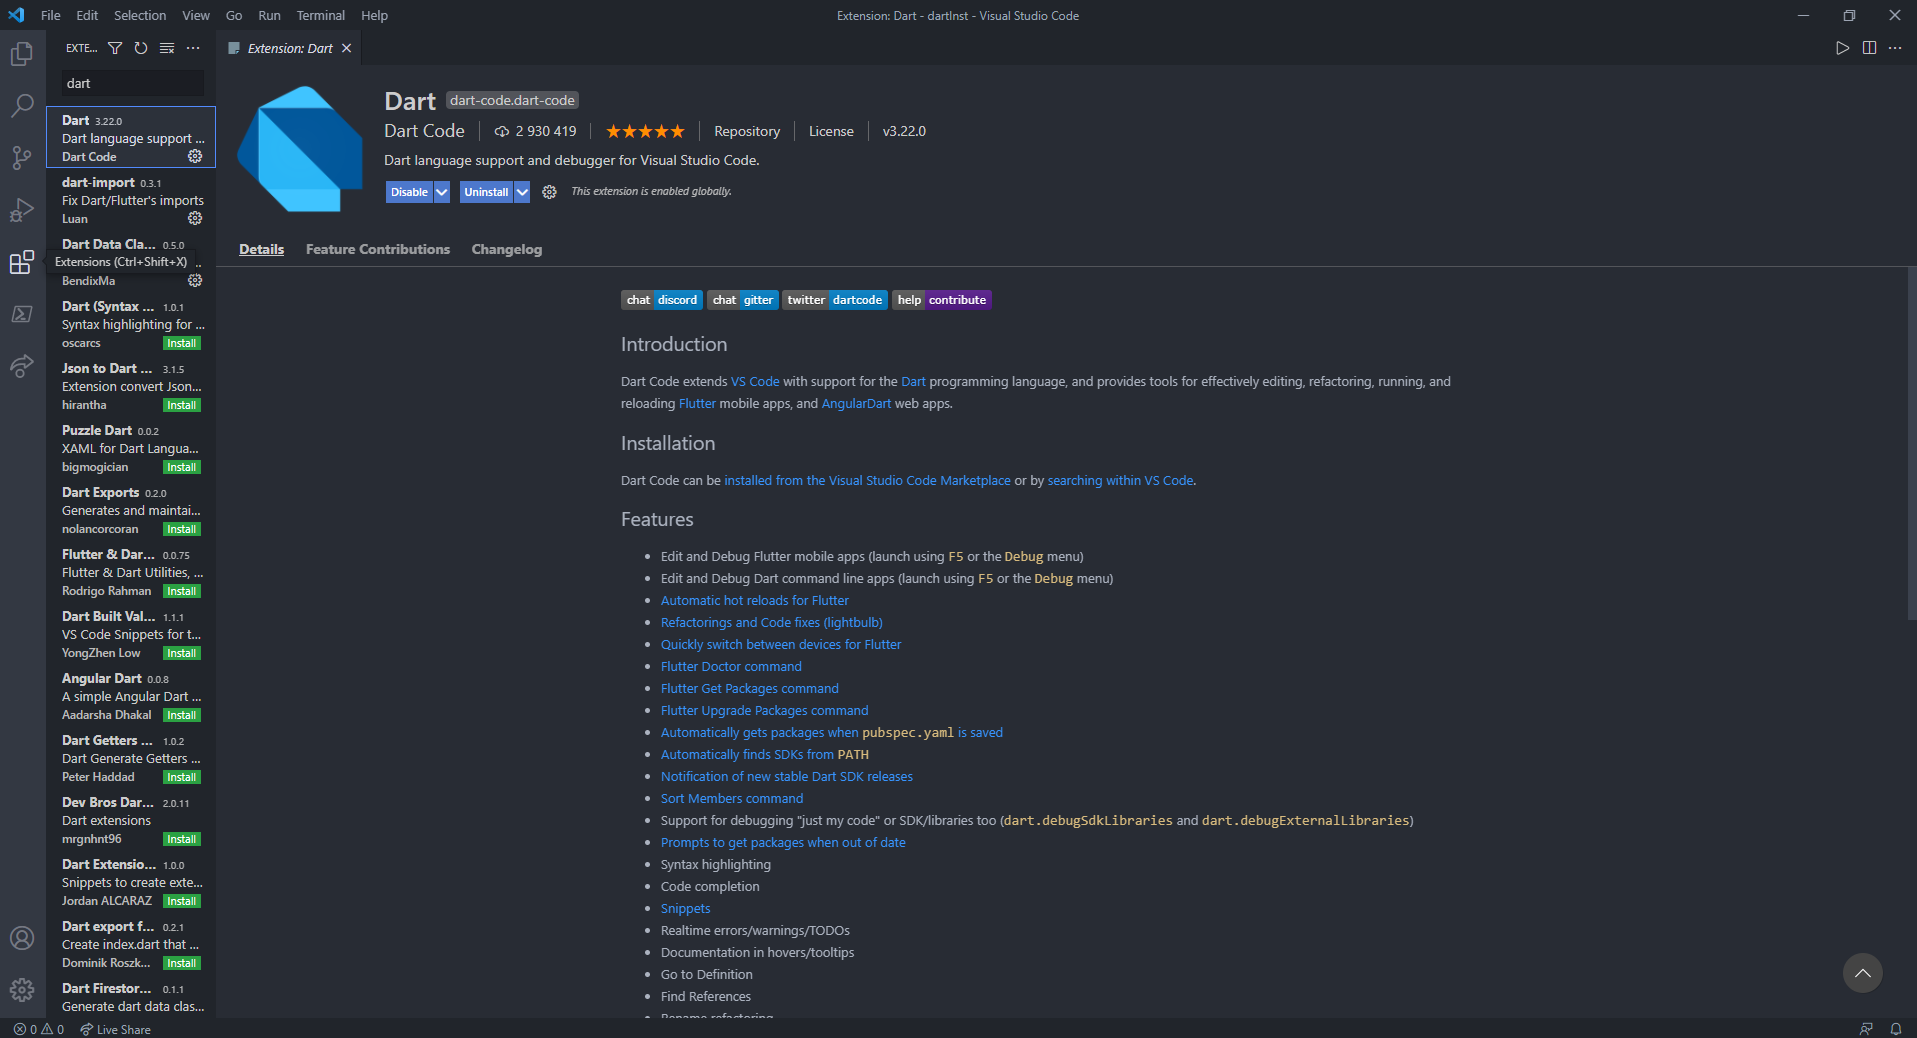 File Edit Selection View Go Run Terminal Help
Extension: Dart - dartInst - Visual Studio Code
EXTE...
Extension: Dart
dart
Dart 3.22.0
Dart language support ...
Dart Code
dart-import 0.3.1
Fix Dart/Flutter's imports
Luan
Dart Data Cla... 0.5.0
Extensions (Ctrl+Shift+X)
BendixMa
Dart (Syntax ... 1.0.1
Syntax highlighting for ...
oscarcs Install
Json to Dart ... 3.1.5
Extension convert Json...
hirantha Install
Puzzle Dart 0.0.2
XAML for Dart Langua...
bigmogician Install
Dart Exports 0.2.0
Generates and maintai...
nolancorcoran Install
Flutter & Dar... 0.0.75
Flutter & Dart Utilities, ...
Rodrigo Rahman Install
Dart Built Val... 1.1.1
VS Code Snippets for t...
YongZhen Low Install
Angular Dart 0.0.8
A simple Angular Dart ...
Aadarsha Dhakal Install
Dart Getters ... 1.0.2
Dart Generate Getters ...
Peter Haddad Install
Dev Bros Dar... 2.0.11
Dart extensions
mrgnhnt96 Install
Dart Extensio... 1.0.0
Snippets to create exte...
Jordan ALCARAZ Install
Dart export f... 0.2.1
Create index.dart that ...
Dominik Roszk... Install
Dart Firestor... 0.1.1
Generate dart data clas...
Dart dart-code.dart-code
Dart Code 2 930 419 Repository License v3.22.0
Dart language support and debugger for Visual Studio Code.
Disable Uninstall This extension is enabled globally.
Details Feature Contributions Changelog
chat discord chat gitter twitter dartcode help contribute
Introduction
Dart Code extends VS Code with support for the Dart programming language, and provides tools for effectively editing, refactoring, running, and
reloading Flutter mobile apps, and AngularDart web apps.
Installation
Dart Code can be installed from the Visual Studio Code Marketplace or by searching within VS Code.
Features
• Edit and Debug Flutter mobile apps (launch using F5 or the Debug menu)
• Edit and Debug Dart command line apps (launch using F5 or the Debug menu)
• Automatic hot reloads for Flutter
• Refactorings and Code fixes (lightbulb)
• Quickly switch between devices for Flutter
• Flutter Doctor command
• Flutter Get Packages command
• Flutter Upgrade Packages command
• Automatically gets packages when pubspec.yaml is saved
• Automatically finds SDKs from PATH
• Notification of new stable Dart SDK releases
• Sort Members command
• Support for debugging "just my code" or SDK/libraries too (dart.debugSdkLibraries and dart.debugExternalLibraries)
• Prompts to get packages when out of date
• Syntax highlighting
• Code completion
• Snippets
• Realtime errors/warnings/TODOs
• Documentation in hovers/tooltips
• Go to Definition
• Find References
• Rename refactoring
0 0 Live Share